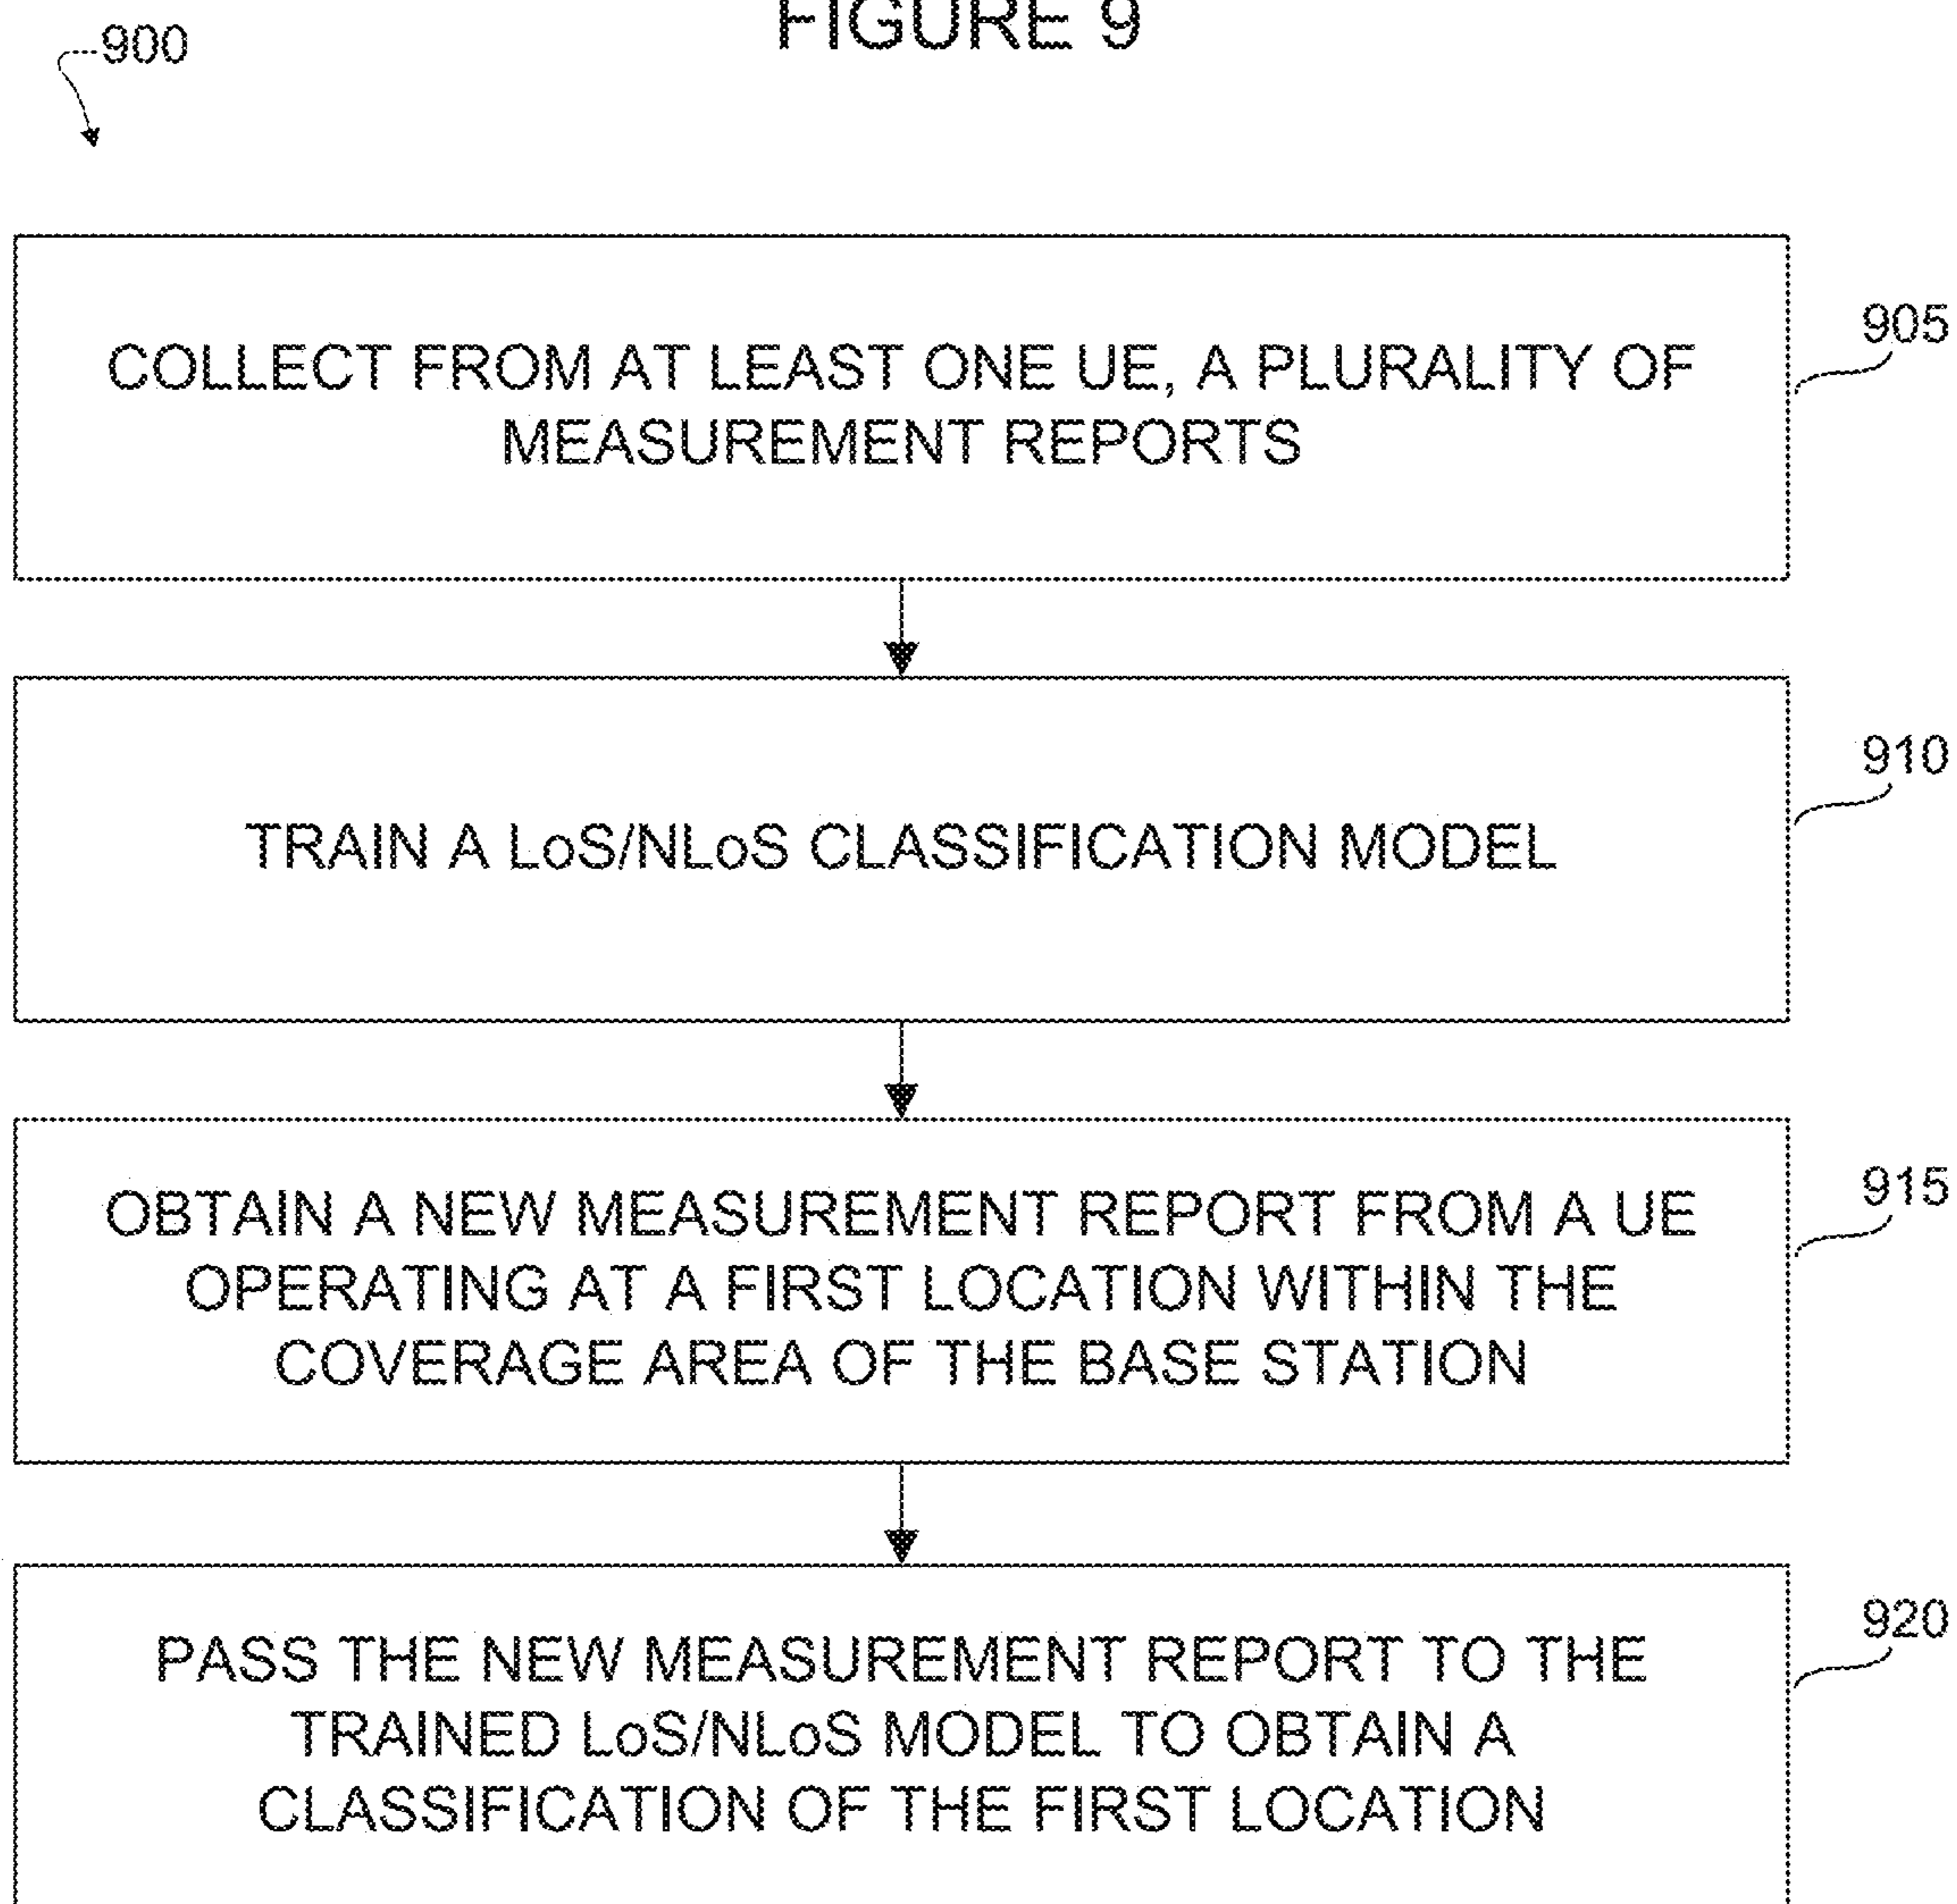 FIGURE 9
900
COLLECT FROM AT LEAST ONE UE, A PLURALITY OF
MEASUREMENT REPORTS
905
TRAIN A LoS/NLoS CLASSIFICATION MODEL
910
OBTAIN A NEW MEASUREMENT REPORT FROM A UE
OPERATING AT A FIRST LOCATION WITHIN THE
COVERAGE AREA OF THE BASE STATION
915
PASS THE NEW MEASUREMENT REPORT TO THE
TRAINED LoS/NLoS MODEL TO OBTAIN A
CLASSIFICATION OF THE FIRST LOCATION
920